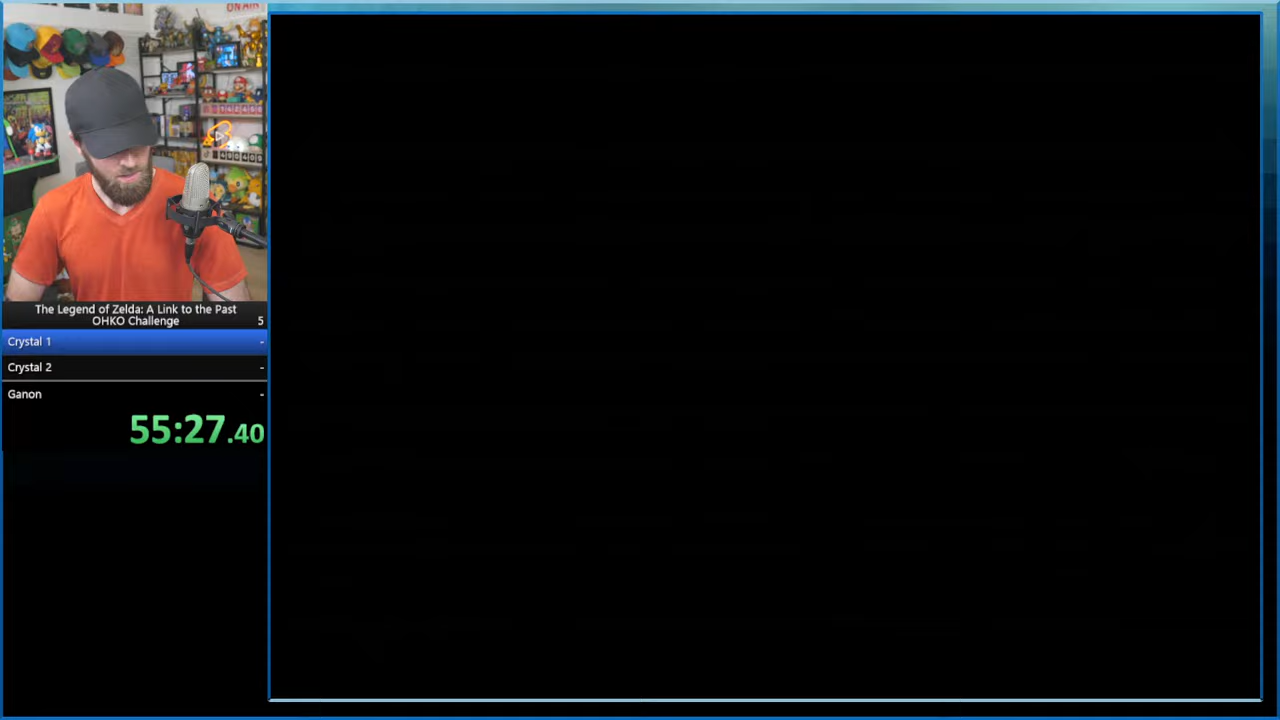 ON AIR
The Legend of Zelda: A Link to the Past
OHKO Challenge
5
Crystal 1 -
Crystal 2 -
Ganon -
55:27.40